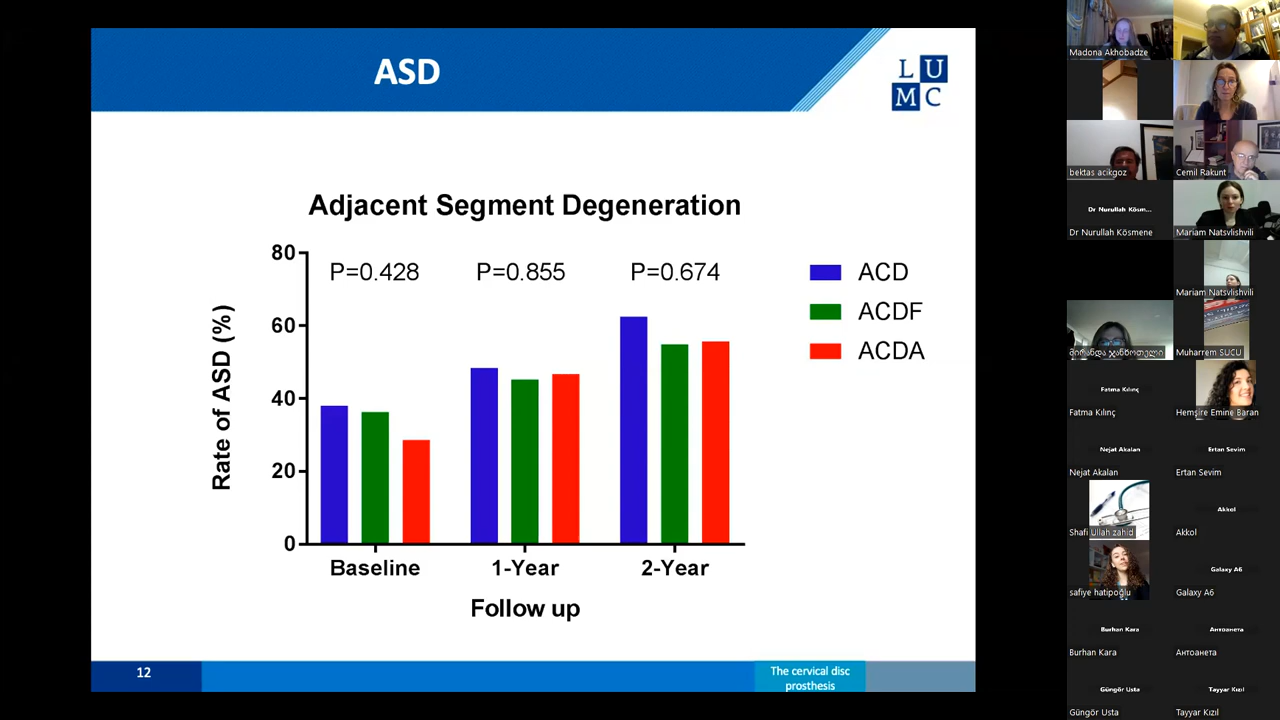 ASD
L U
M C
Adjacent Segment Degeneration
80
60
40
20
0
Rate of ASD (%)
P=0.428
P=0.855
P=0.674
ACD
ACDF
ACDA
Baseline
1-Year
2-Year
Follow up
12
The cervical disc
prosthesis
Madona Akhobadze
bektas acikgoz
Cemil Rakunt
Dr Nurullah Kösm...
Dr Nurullah Kösmene
Mariam Natsvlishvili
Mariam Natsvlishvili
მირანდა ჯანხოთელი
Muharrem SUCU
Fatma Kılınç
Fatma Kılınç
Hemşire Emine Baran
Nejat Akalan
Nejat Akalan
Ertan Sevim
Ertan Sevim
Shafi Ullah zahid
Akkol
Akkol
safiye hatipoğlu
Galaxy A6
Galaxy A6
Burhan Kara
Burhan Kara
Антоанета
Антоанета
Güngör Usta
Güngör Usta
Tayyar Kızıl
Tayyar Kızıl